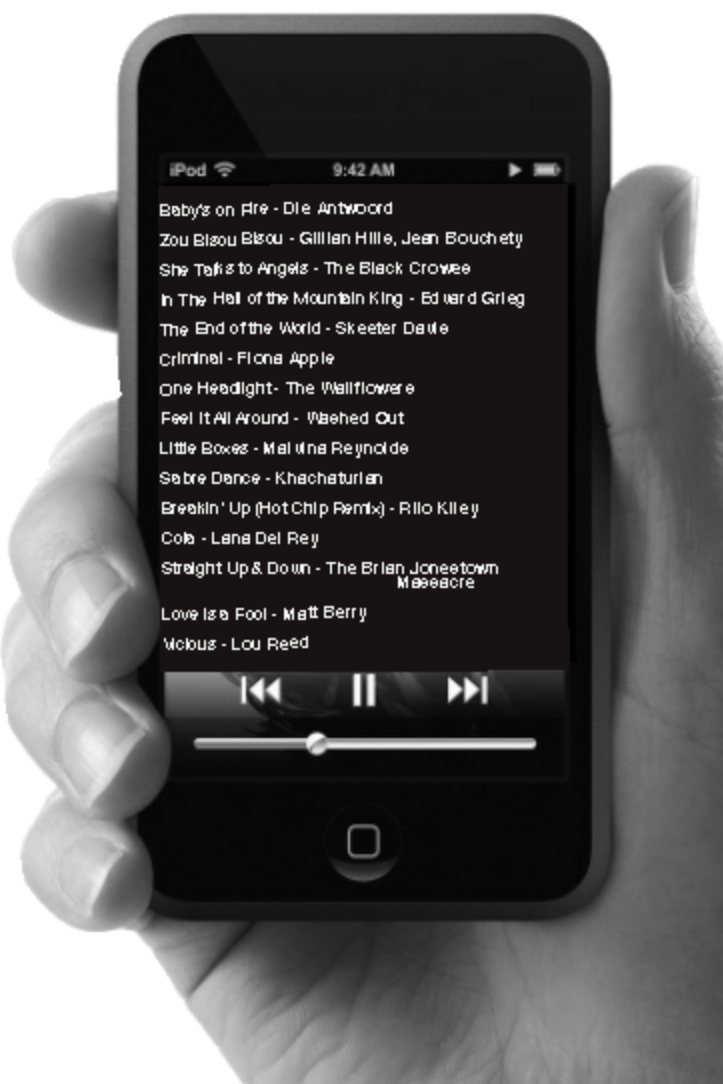 iPod 9:42 AM
Baby's on Fire - Die Antwoord
Zou Bisou Bisou - Gillian Hills, Jean Bouchety
She Talks to Angels - The Black Crowes
In The Hall of the Mountain King - Edvard Grieg
The End of the World - Skeeter Davis
Criminal - Fiona Apple
One Headlight - The Wallflowers
Feel It All Around - Washed Out
Little Boxes - Malvina Reynolds
Sabre Dance - Khachaturian
Breakin' Up (Hot Chip Remix) - Rilo Kiley
Cola - Lana Del Rey
Straight Up & Down - The Brian Jonestown
Massacre
Love is a Fool - Matt Berry
Vicious - Lou Reed